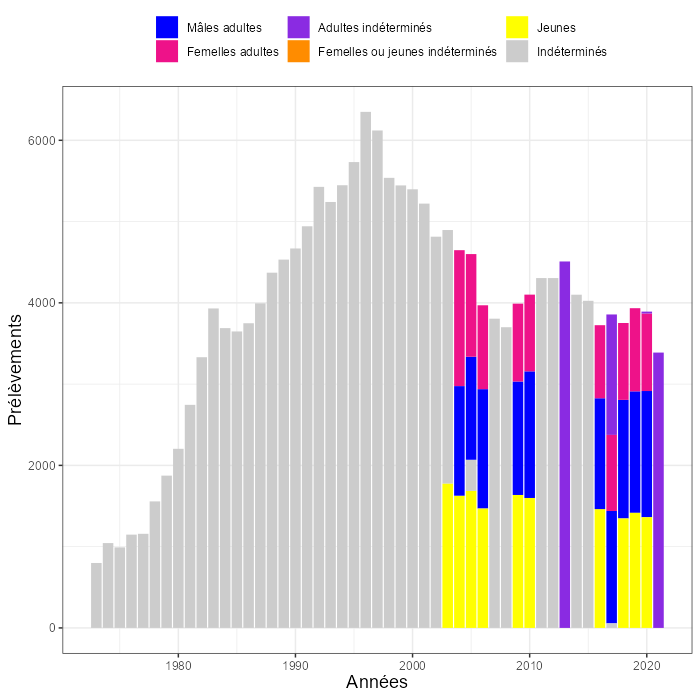 Mâles adultes
Adultes indéterminés
Jeunes
Femelles adultes
Femelles ou jeunes indéterminés
Indéterminés
Prélèvements
6000
4000
2000
0
1980
1990
2000
2010
2020
Années